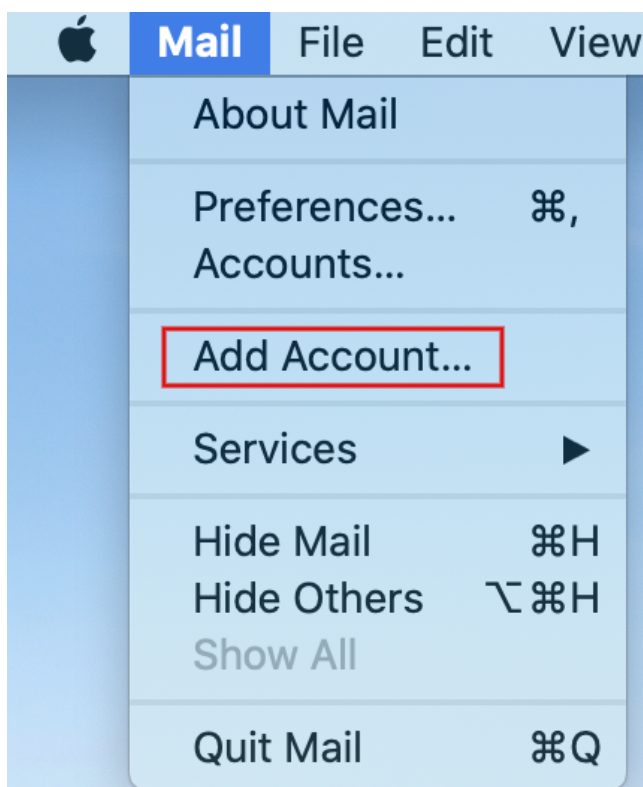 Mail File Edit View
About Mail
Preferences... ⌘,
Accounts...
Add Account...
Services ▶
Hide Mail ⌘H
Hide Others ⌥⌘H
Show All
Quit Mail ⌘Q